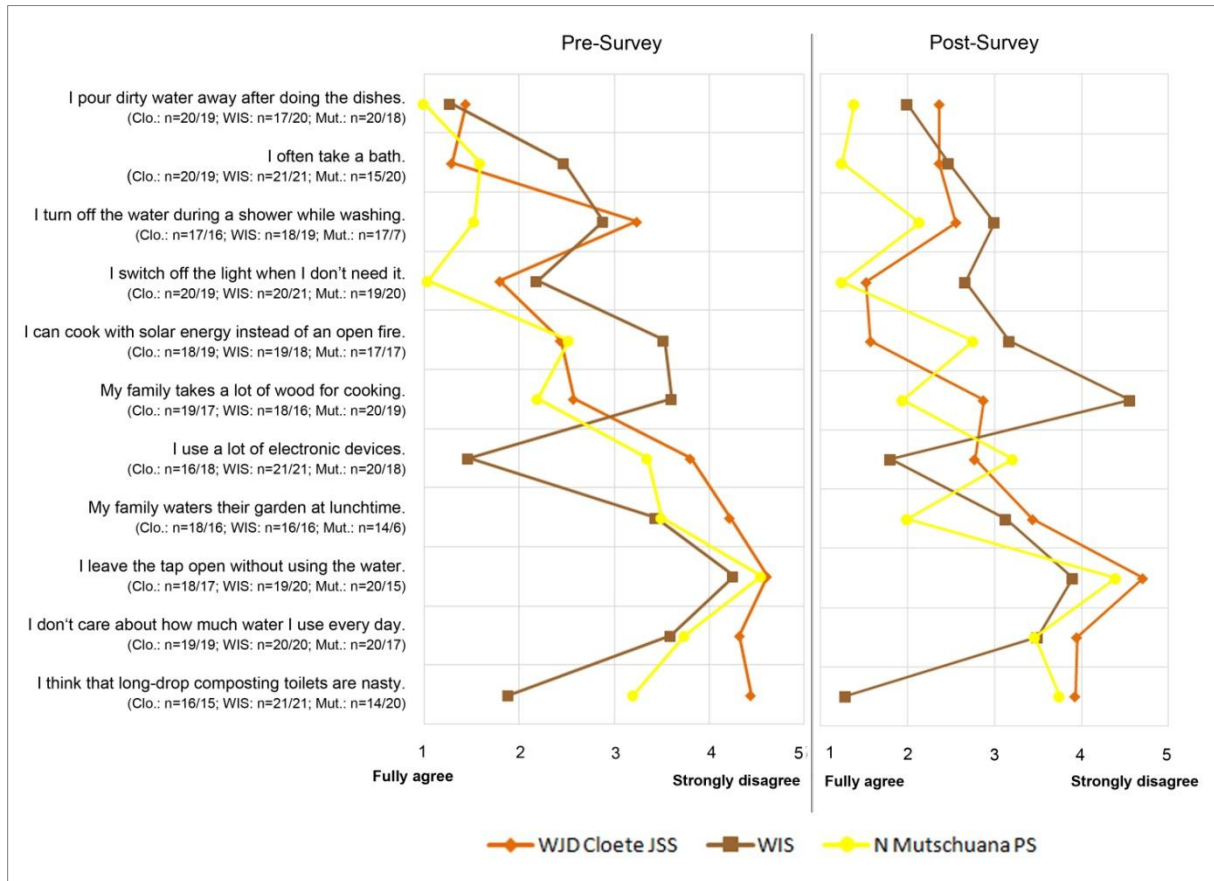 Pre-Survey
Post-Survey
I pour dirty water away after doing the dishes.
(Clo.: n=20/19; WIS: n=17/20; Mut.: n=20/18)
I often take a bath.
(Clo.: n=20/19; WIS: n=21/21; Mut.: n=15/20)
I turn off the water during a shower while washing.
(Clo.: n=17/16; WIS: n=18/19; Mut.: n=17/7)
I switch off the light when I don't need it.
(Clo.: n=20/19; WIS: n=20/21; Mut.: n=19/20)
I can cook with solar energy instead of an open fire.
(Clo.: n=18/19; WIS: n=19/18; Mut.: n=17/17)
My family takes a lot of wood for cooking.
(Clo.: n=19/17; WIS: n=18/16; Mut.: n=20/19)
I use a lot of electronic devices.
(Clo.: n=16/18; WIS: n=21/21; Mut.: n=20/18)
My family waters their garden at lunchtime.
(Clo.: n=18/16; WIS: n=16/16; Mut.: n=14/6)
I leave the tap open without using the water.
(Clo.: n=18/17; WIS: n=19/20; Mut.: n=20/15)
I don‘t care about how much water I use every day.
(Clo.: n=19/19; WIS: n=20/20; Mut.: n=20/17)
I think that long-drop composting toilets are nasty.
(Clo.: n=16/15; WIS: n=21/21; Mut.: n=14/20)
1 2 3 4 5
Fully agree Strongly disagree
1 2 3 4 5
Fully agree Strongly disagree
WJD Cloete JSS WIS N Mutschuana PS